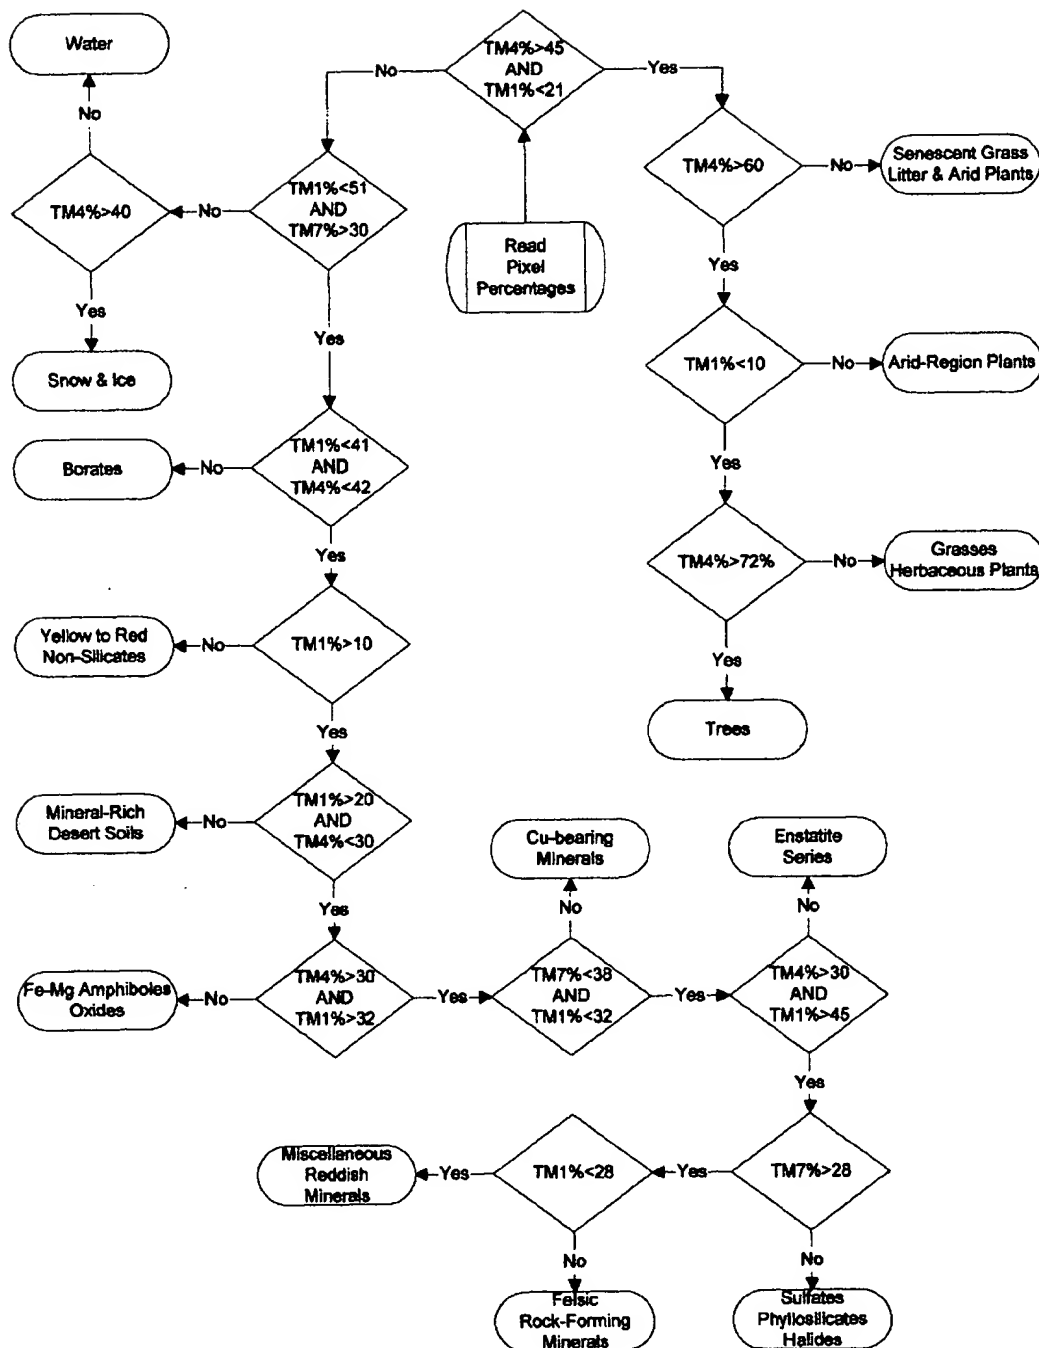 Water
TM4%>45
AND
TM1%<21
No
Yes
No
TM4%>60
No
Senescent Grass
Litter & Arid Plants
TM1%<51
AND
TM7%>30
No
TM4%>40
Read
Pixel
Percentages
Yes
Yes
Yes
Snow & Ice
TM1%<10
No
Arid-Region Plants
TM1%<41
AND
TM4%<42
No
Borates
Yes
Yes
TM4%>72%
No
Grasses
Herbaceous Plants
Yellow to Red
Non-Silicates
No
TM1%>10
Yes
Trees
Yes
Mineral-Rich
Desert Soils
No
TM1%>20
AND
TM4%<30
Cu-bearing
Minerals
Enstatite
Series
Yes
No
No
Fe-Mg Amphiboles
Oxides
No
TM4%>30
AND
TM1%>32
Yes
TM7%<38
AND
TM1%<32
Yes
TM4%>30
AND
TM1%>45
Yes
Miscellaneous
Reddish
Minerals
Yes
TM1%<28
Yes
TM7%>28
No
No
Felsic
Rock-Forming
Minerals
Sulfates
Phyllosilicates
Halides